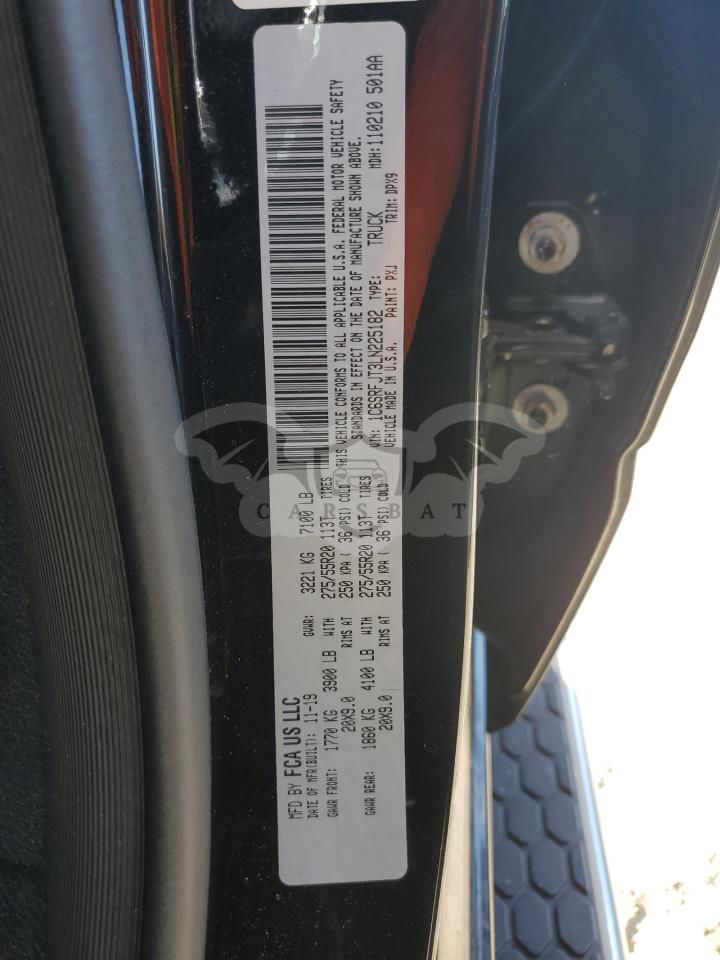 MFD BY FCA US LLC
DATE OF MFR(BUILT): 11-19 GVWR: 3221 KG 7100 LB
GAWR FRONT: 1770 KG 3900 LB WITH 275/55R20 113T TIRES
20X9.0 RIMS AT 250 KPA ( 36 PSI) COLD
GAWR REAR: 1860 KG 4100 LB WITH 275/55R20 113T TIRES
20X9.0 RIMS AT 250 KPA ( 36 PSI) COLD
THIS VEHICLE CONFORMS TO ALL APPLICABLE U.S.A. FEDERAL MOTOR VEHICLE SAFETY
STANDARDS IN EFFECT ON THE DATE OF MANUFACTURE SHOWN ABOVE.
VIN: 1C6SRFJT3LN225182 TYPE: TRUCK MDH:110210 501AA
VEHICLE MADE IN U.S.A. PAINT: PXJ TRIM: DPX9
CARSBAT